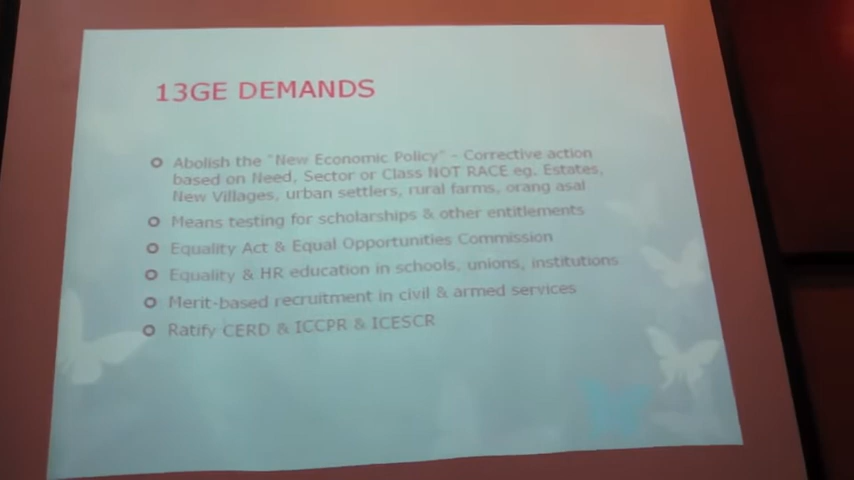 13GE DEMANDS
Abolish the "New Economic Policy" - Corrective action
based on Need, Sector or Class NOT RACE eg. Estates,
New Villages, urban settlers, rural farms, orang asal
Means testing for scholarships & other entitlements
Equality Act & Equal Opportunities Commission
Equality & HR education in schools, unions, institutions
Merit-based recruitment in civil & armed services
Ratify CERD & ICCPR & ICESCR